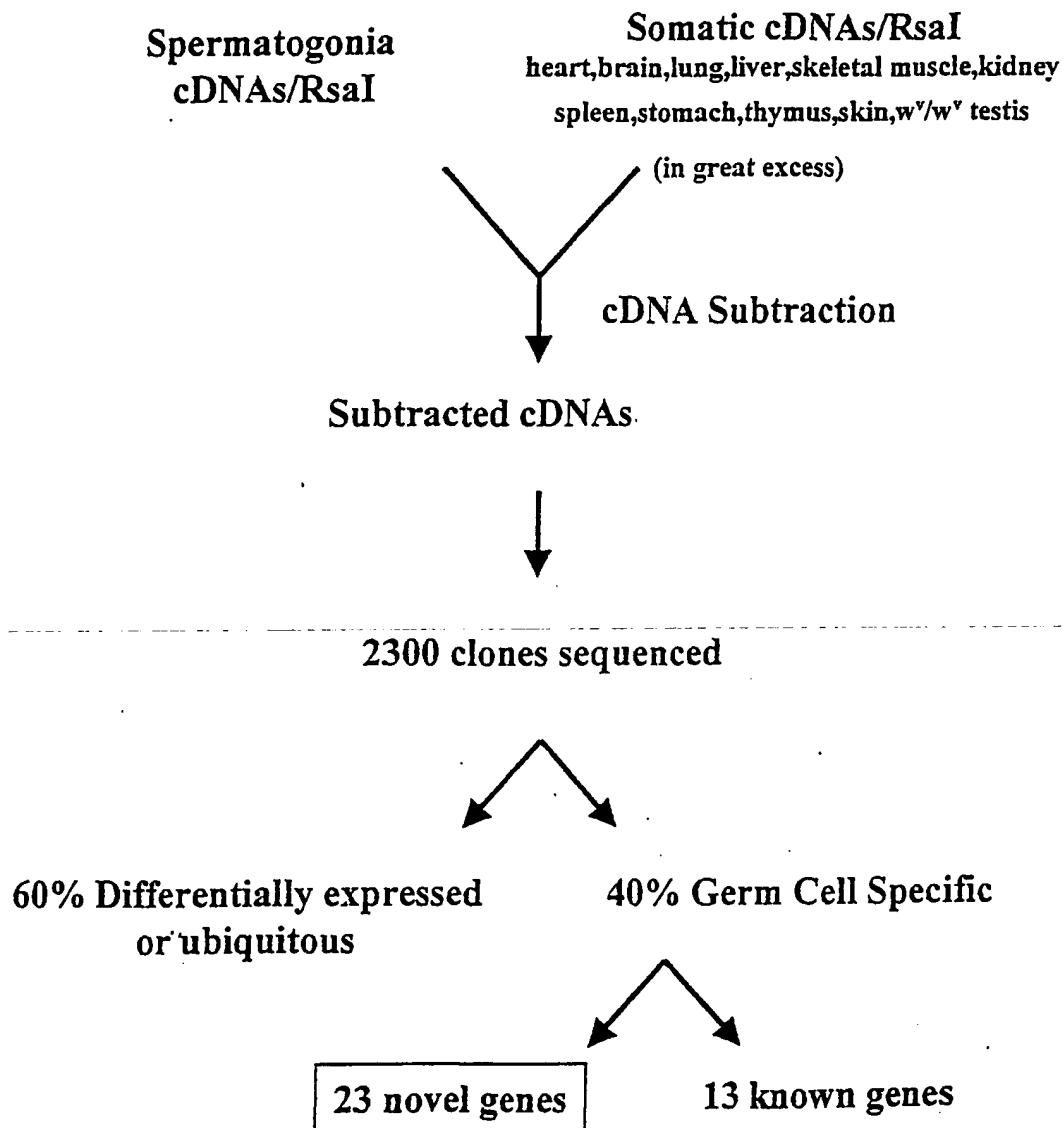 Spermatogonia
cDNAs/RsaI
Somatic cDNAs/RsaI
heart,brain,lung,liver,skeletal muscle,kidney
spleen,stomach,thymus,skin,wᵛ/wᵛ testis
(in great excess)
cDNA Subtraction
Subtracted cDNAs
2300 clones sequenced
60% Differentially expressed
or ubiquitous
40% Germ Cell Specific
23 novel genes
13 known genes